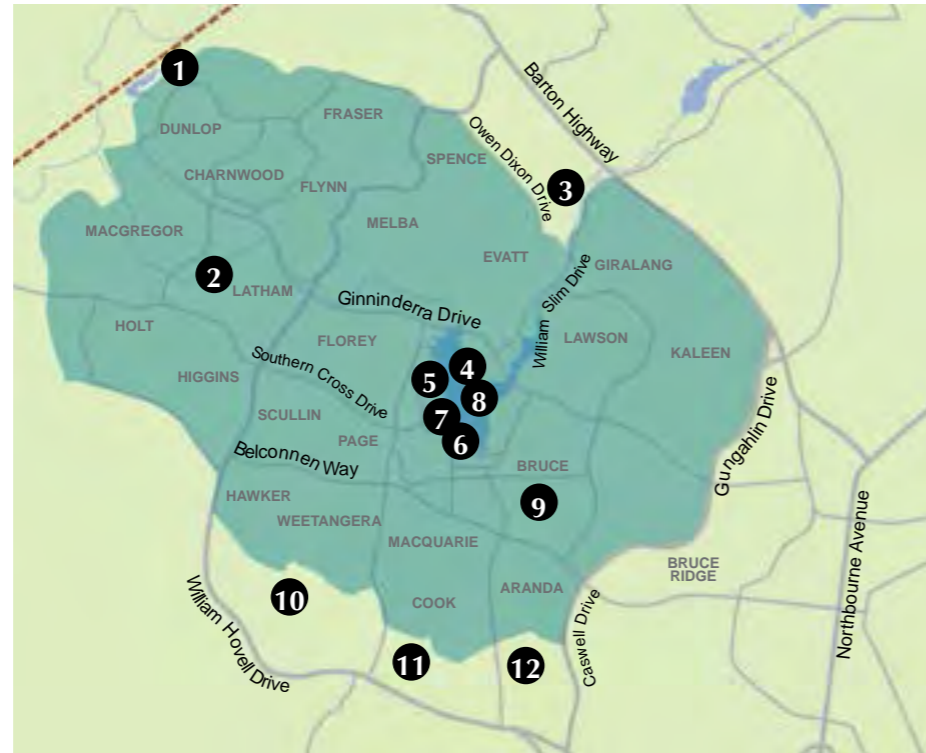 1
Barton Highway
FRASER
DUNLOP
Owen Dixon Drive
SPENCE
CHARNWOOD
FLYNN
3
MELBA
MACGREGOR
EVATT
GIRALANG
2
LATHAM
William Slim Drive
Ginninderra Drive
HOLT
FLOREY
LAWSON
KALEEN
Southern Cross Drive
4
5
HIGGINS
8
SCULLIN
7
PAGE
6
Gungahlin Drive
Belconnen Way
BRUCE
HAWKER
9
WEETANGERA
MACQUARIE
BRUCE
RIDGE
Northbourne Avenue
ARANDA
10
COOK
William Hovell Drive
Caswell Drive
11
12